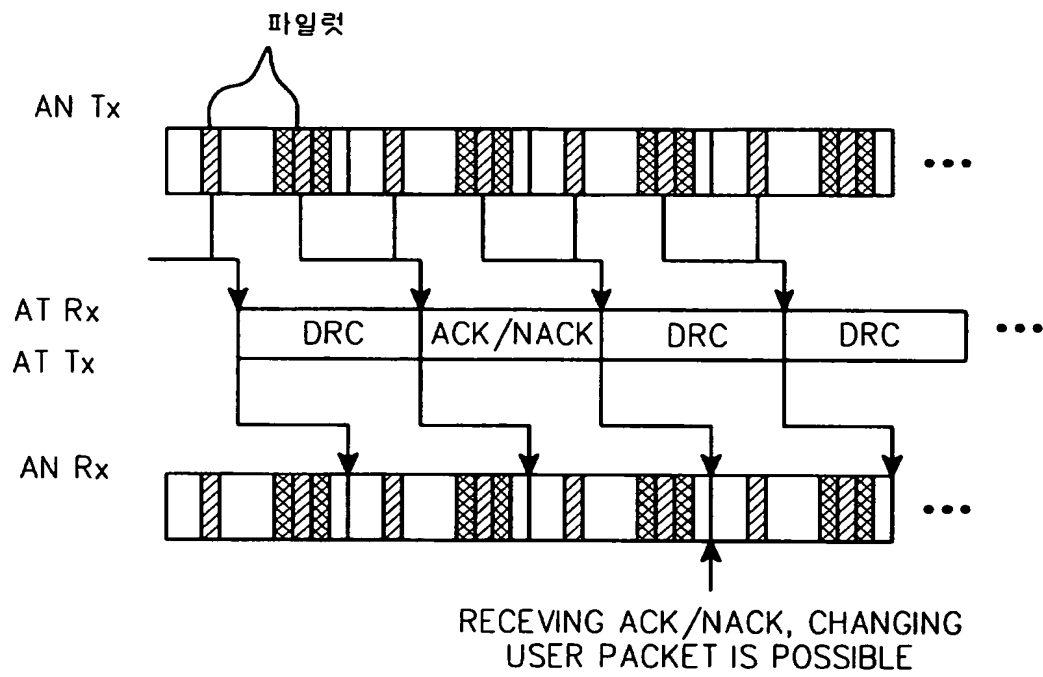 파일럿
AN Tx
AT Rx
DRC
ACK/NACK
DRC
DRC
AT Tx
AN Rx
RECEVING ACK/NACK, CHANGING
USER PACKET IS POSSIBLE